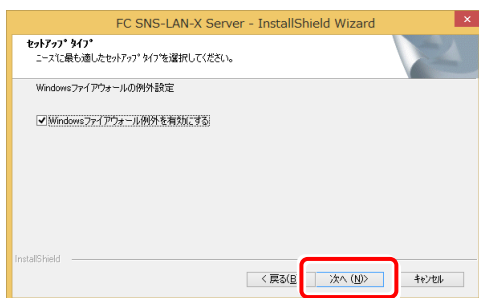 FC SNS-LAN-X Server - InstallShield Wizard
セットアップ タイプ
ニーズに最も適したセットアップ タイプを選択してください。
Windowsファイアウォールの例外設定
Windowsファイアウォール例外を有効にする
InstallShield
< 戻る(B
次へ (N)>
キャンセル